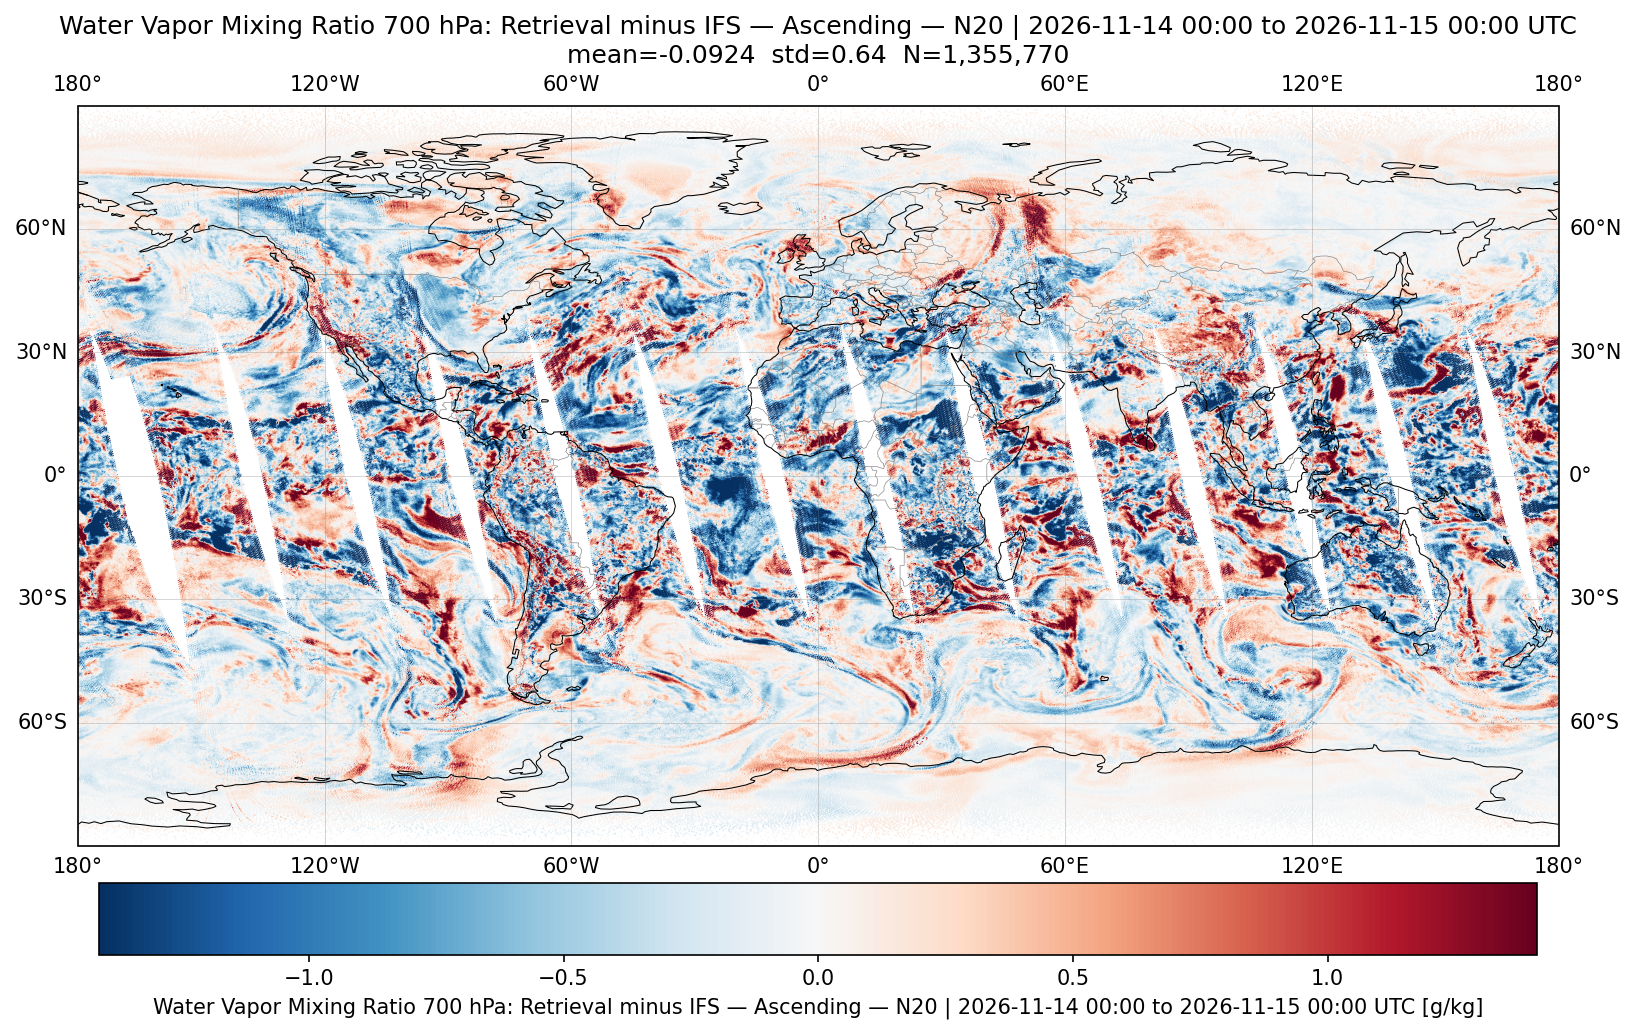 Water Vapor Mixing Ratio 700 hPa: Retrieval minus IFS — Ascending — N20 | 2026-11-14 00:00 to 2026-11-15 00:00 UTC
mean=-0.0924  std=0.64  N=1,355,770
180° 120°W 60°W 0° 60°E 120°E 180°
60°N 60°N
30°N 30°N
0° 0°
30°S 30°S
60°S 60°S
180° 120°W 60°W 0° 60°E 120°E 180°
−1.0 −0.5 0.0 0.5 1.0
Water Vapor Mixing Ratio 700 hPa: Retrieval minus IFS — Ascending — N20 | 2026-11-14 00:00 to 2026-11-15 00:00 UTC [g/kg]